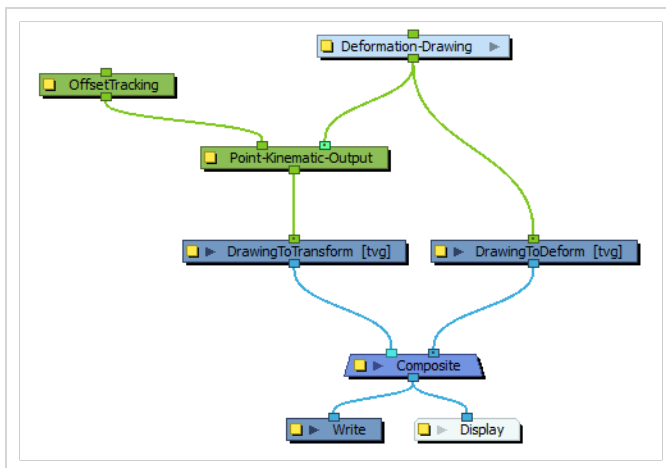 Deformation-Drawing
OffsetTracking
Point-Kinematic-Output
DrawingToTransform [tvg]
DrawingToDeform [tvg]
Composite
Write
Display